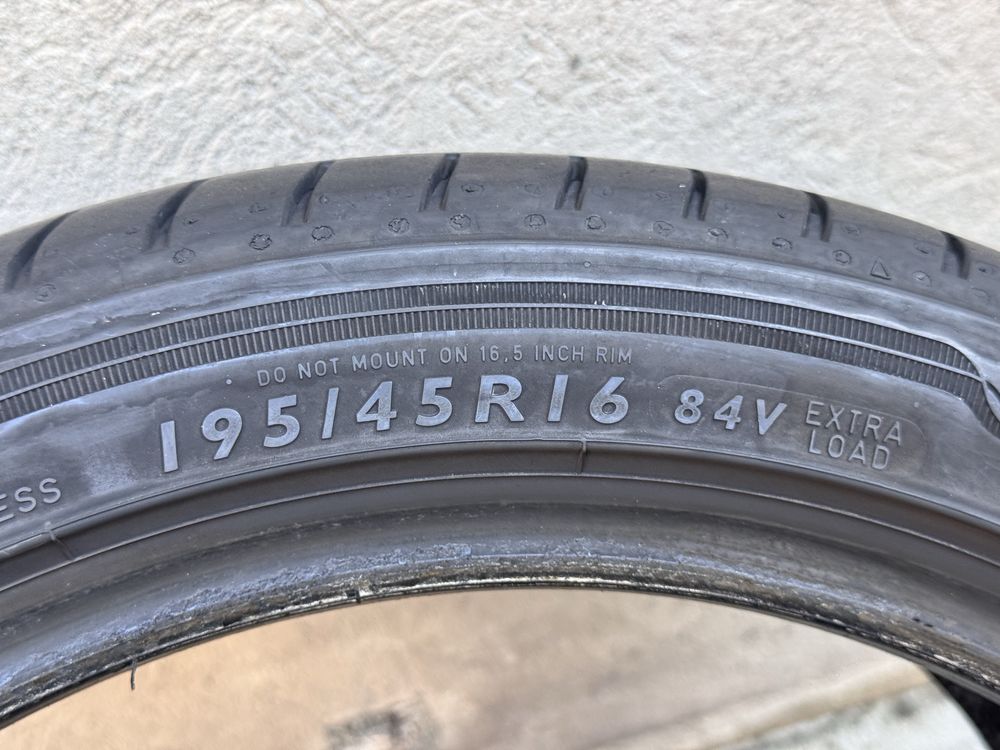 DO NOT MOUNT ON 16,5 INCH RIM
195/45R16 84V EXTRA LOAD
ESS